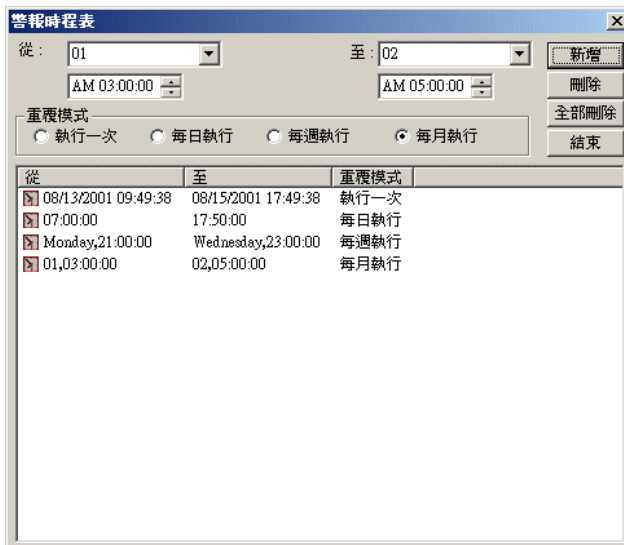 警報時程表
從： 01 至：02 新增
AM 03:00:00 AM 05:00:00 刪除
重覆模式 全部刪除
執行一次 每日執行 每週執行 每月執行 結束
從 至 重覆模式
08/13/2001 09:49:38 08/15/2001 17:49:38 執行一次
07:00:00 17:50:00 每日執行
Monday,21:00:00 Wednesday,23:00:00 每週執行
01,03:00:00 02,05:00:00 每月執行